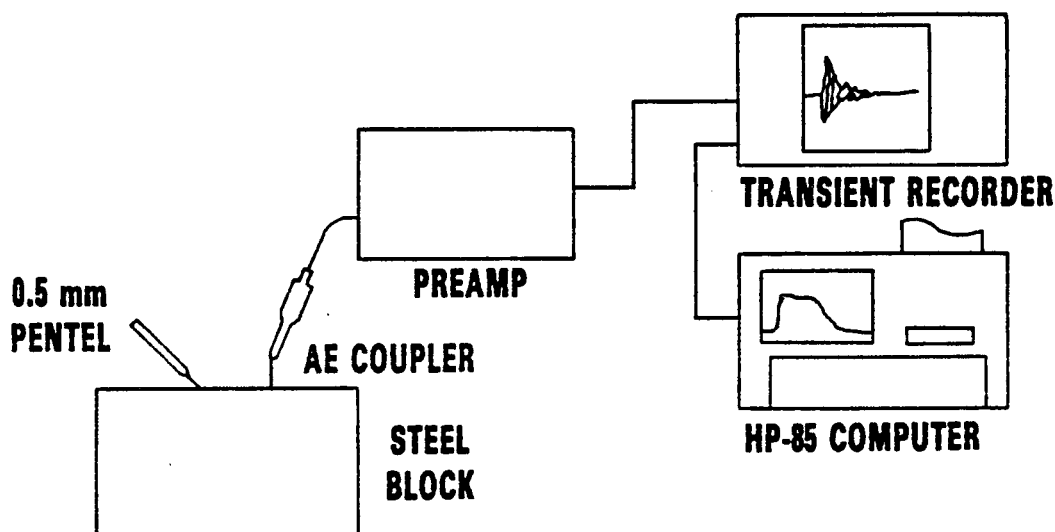 TRANSIENT RECORDER
PREAMP
0.5 mm
PENTEL
AE COUPLER
STEEL
BLOCK
HP-85 COMPUTER